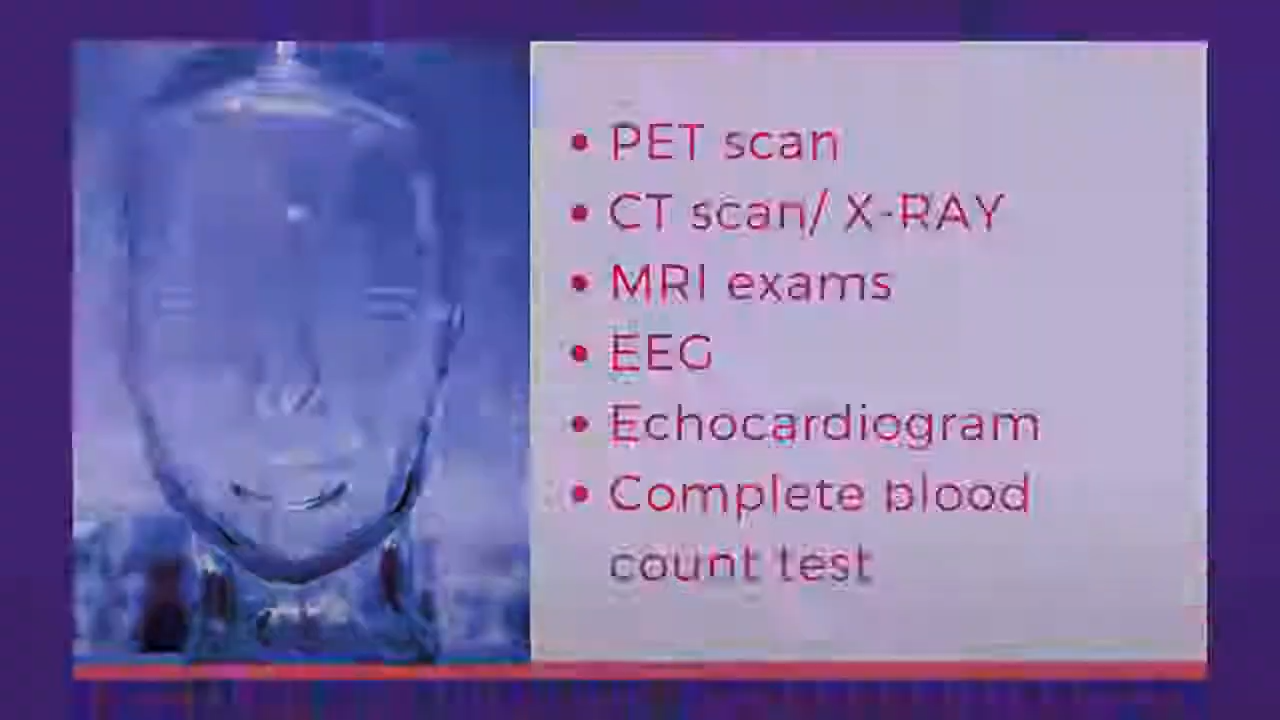 • PET scan
• CT scan/ X-RAY
• MRI exams
• EEG
• Echocardiogram
• Complete blood
count test